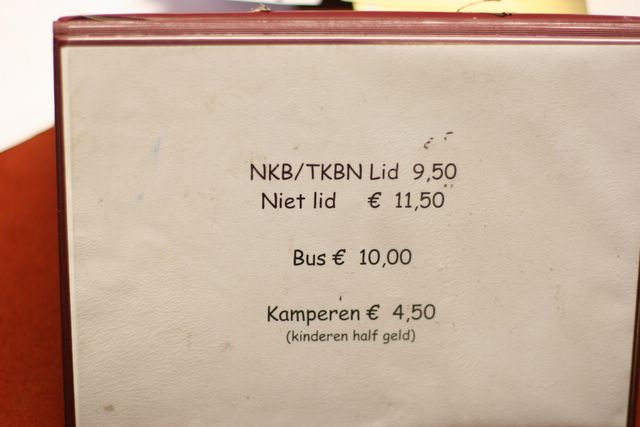 NKB/TKBN Lid 9,50
Niet lid € 11,50
Bus € 10,00
Kamperen € 4,50
(kinderen half geld)